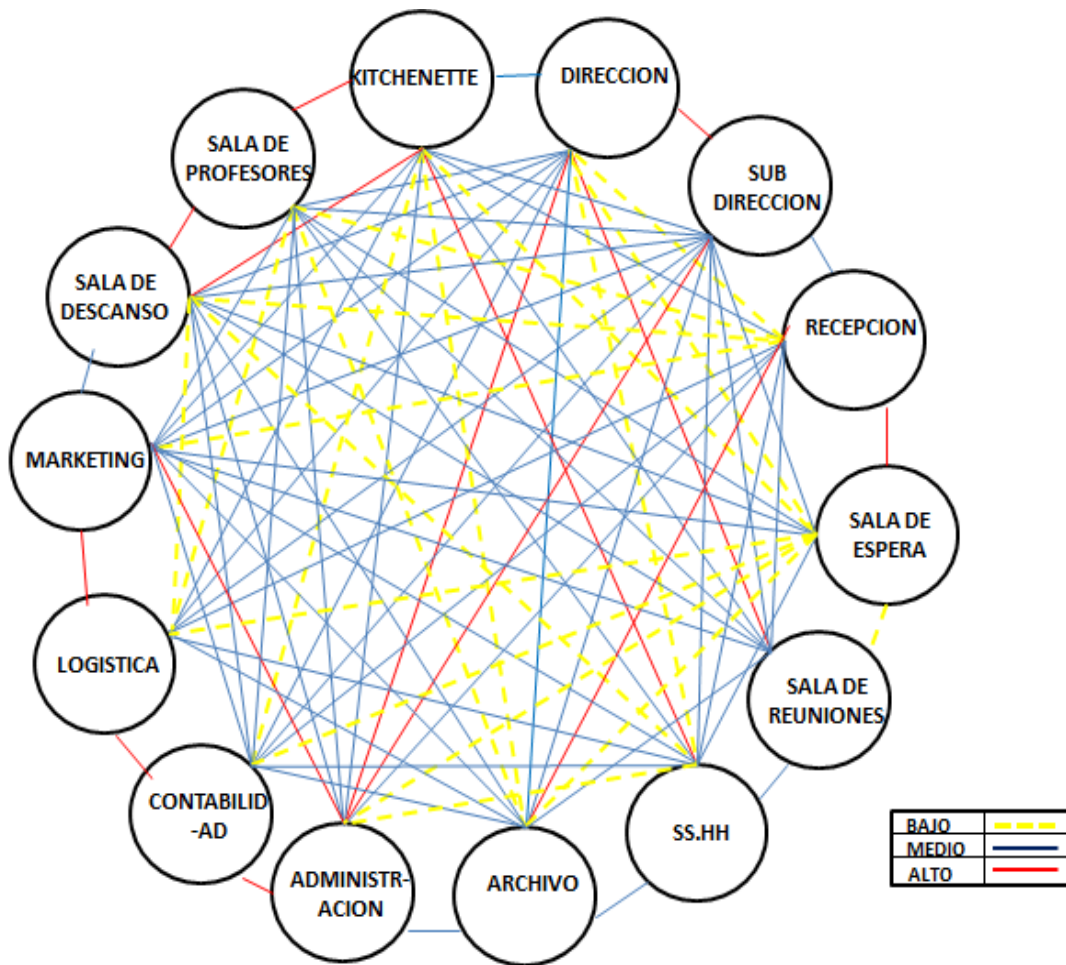 KITCHENETTE
DIRECCION
SUB
DIRECCION
RECEPCION
SALA DE
ESPERA
SALA DE
REUNIONES
SS.HH
ARCHIVO
ADMINISTR-
ACION
CONTABILID
-AD
LOGISTICA
MARKETING
SALA DE
DESCANSO
SALA DE
PROFESORES
BAJO
MEDIO
ALTO